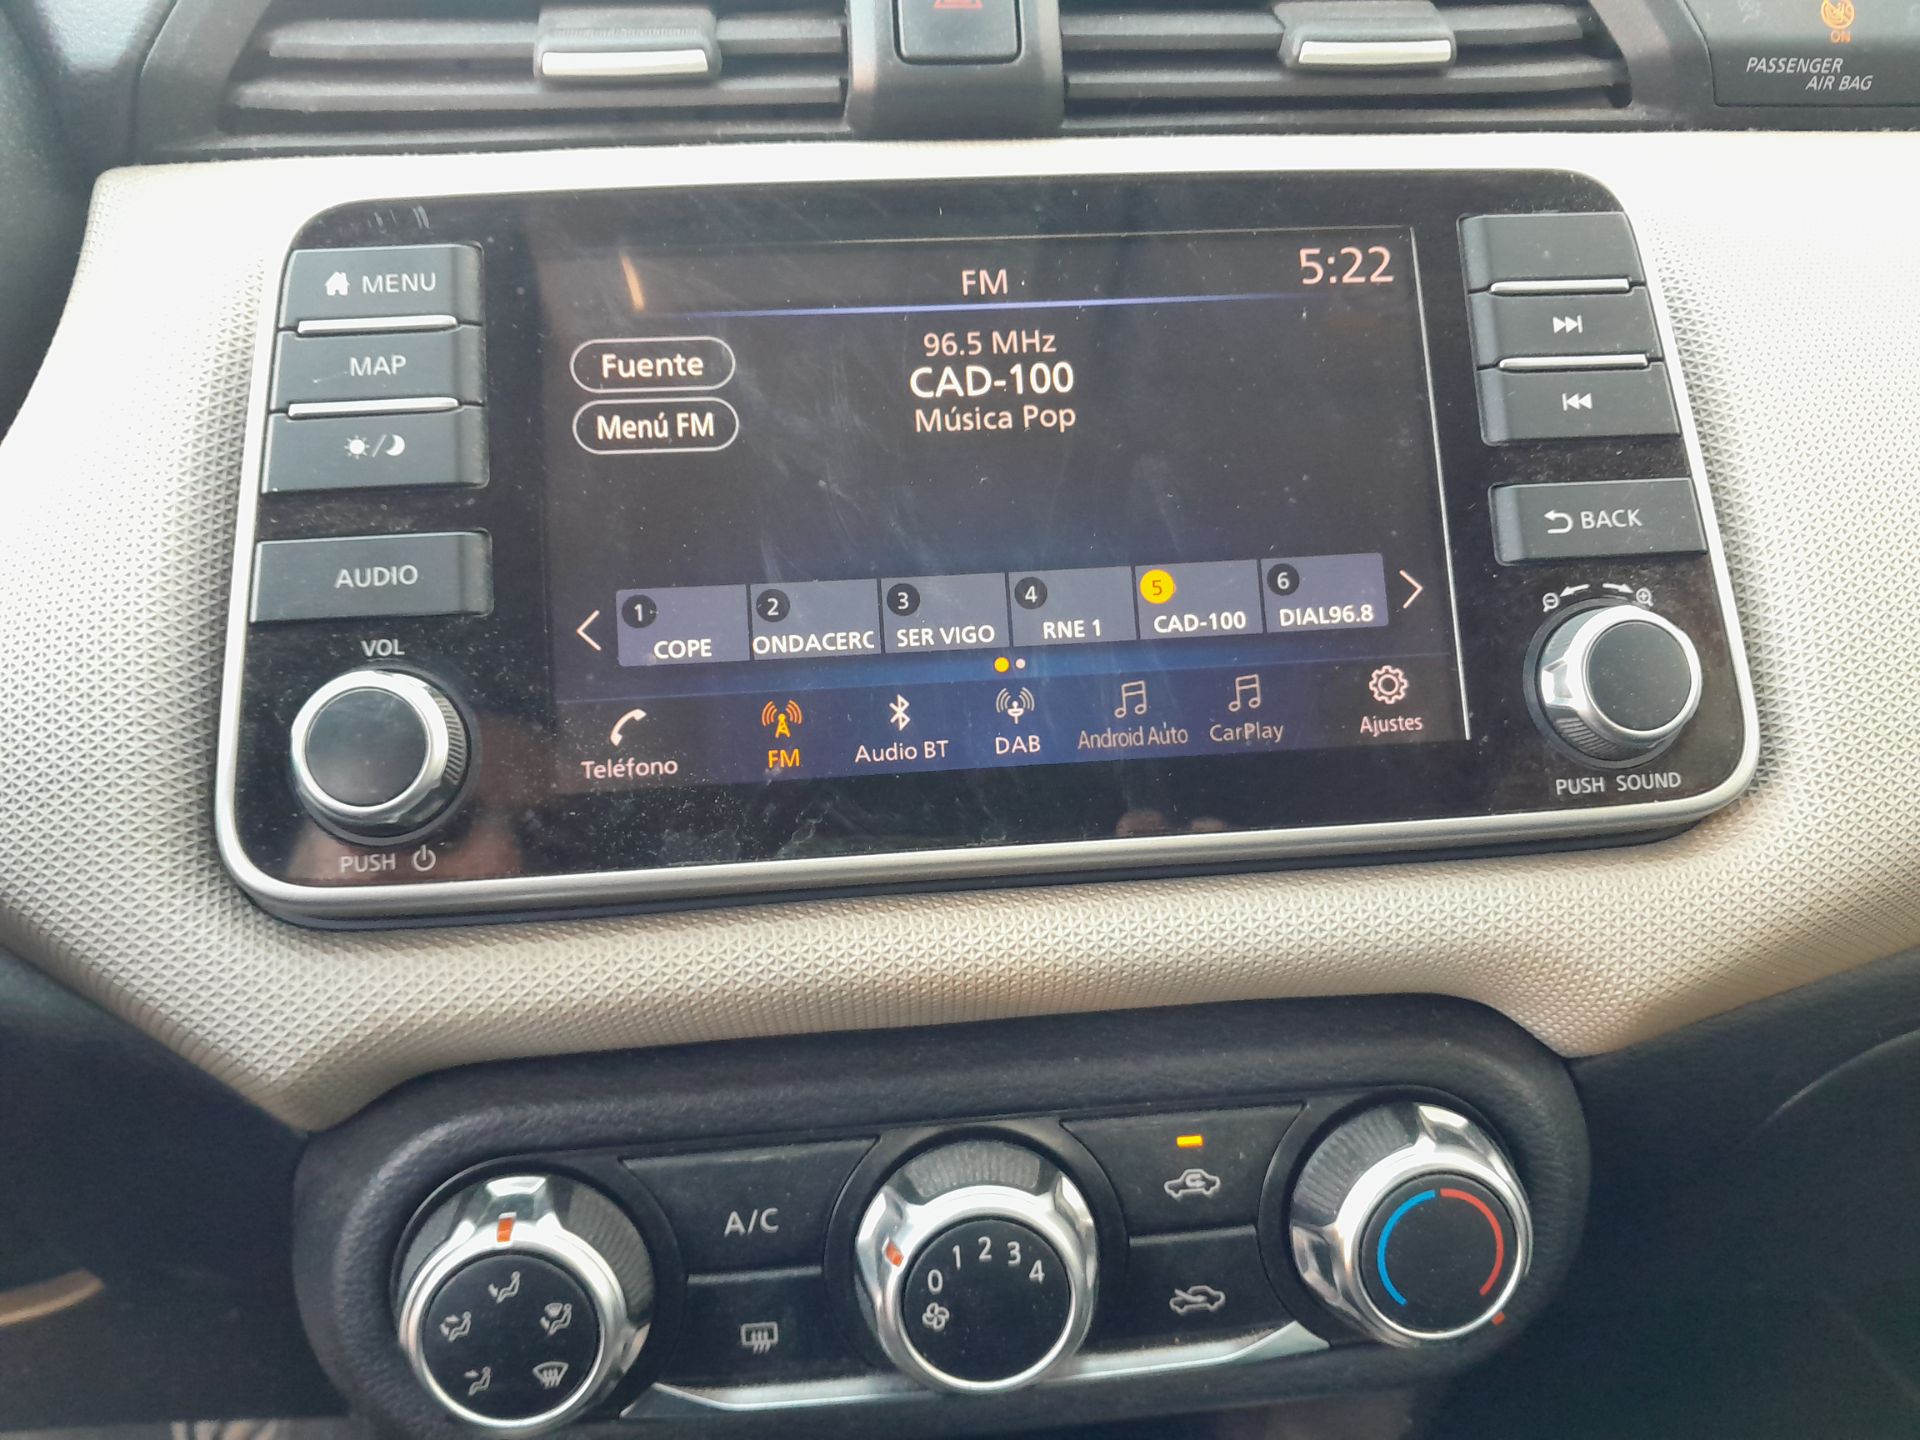 ON
PASSENGER
AIR BAG
MENU
MAP
AUDIO
VOL
PUSH
FM
5:22
Fuente
Menú FM
96.5 MHz
CAD-100
Música Pop
1 COPE
2 ONDACERC
3 SER VIGO
4 RNE 1
5 CAD-100
6 DIAL96.8
Teléfono
FM
Audio BT
DAB
Android Auto
CarPlay
Ajustes
BACK
PUSH SOUND
A/C
0 1 2 3 4